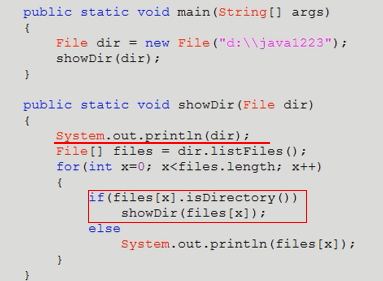 public static void main(String[] args)
{
File dir = new File("d:\\java1223");
showDir(dir);
}
public static void showDir(File dir)
{
System.out.println(dir);
File[] files = dir.listFiles();
for(int x=0; x<files.length; x++)
{
if(files[x].isDirectory())
showDir(files[x]);
else
System.out.println(files[x]);
}
}